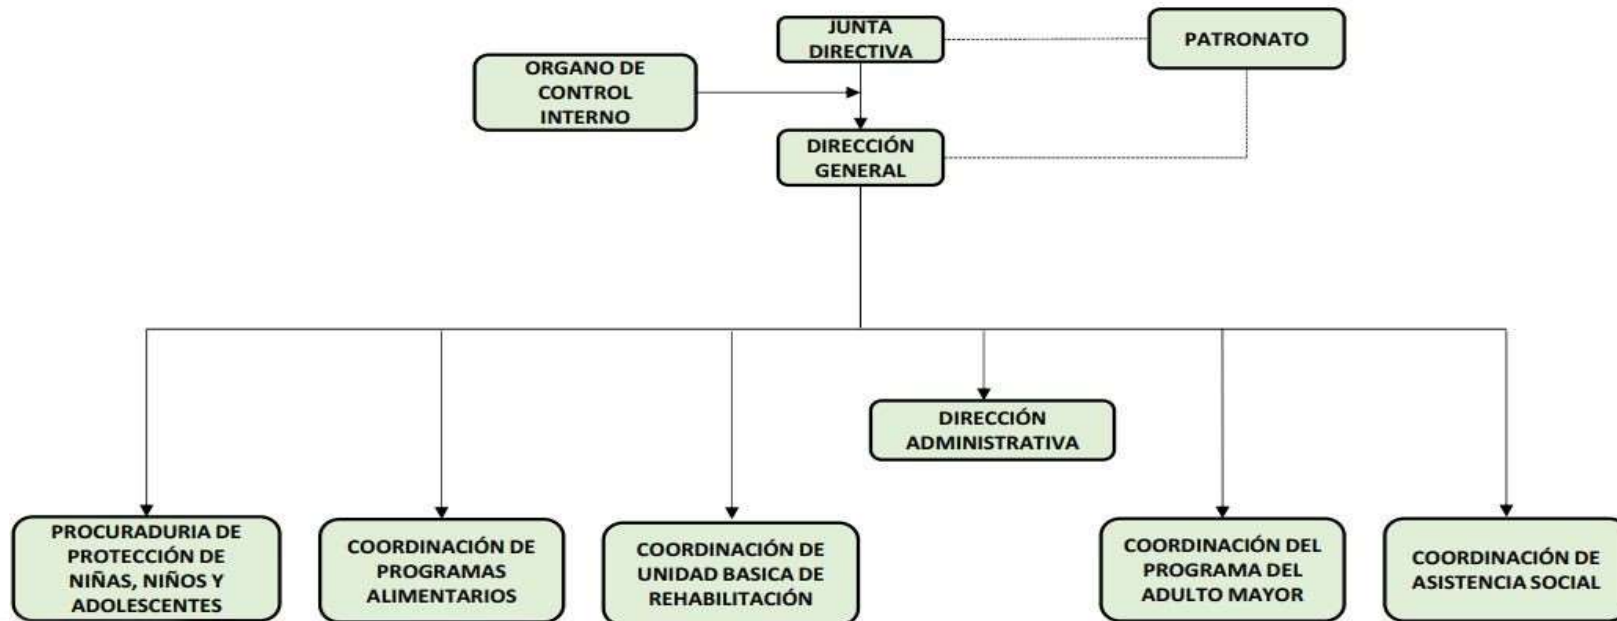 JUNTA
DIRECTIVA
PATRONATO
ORGANO DE
CONTROL
INTERNO
DIRECCIÓN
GENERAL
DIRECCIÓN
ADMINISTRATIVA
PROCURADURIA DE
PROTECCIÓN DE
NIÑAS, NIÑOS Y
ADOLESCENTES
COORDINACIÓN DE
PROGRAMAS
ALIMENTARIOS
COORDINACIÓN DE
UNIDAD BASICA DE
REHABILITACIÓN
COORDINACIÓN DEL
PROGRAMA DEL
ADULTO MAYOR
COORDINACIÓN DE
ASISTENCIA SOCIAL